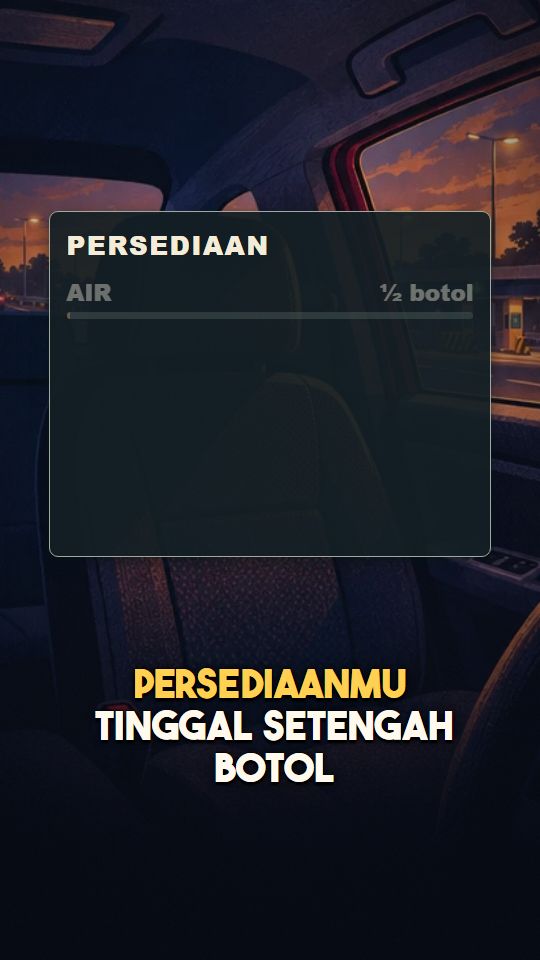 PERSEDIAAN
AIR ½ botol
PERSEDIAANMU
TINGGAL SETENGAH
BOTOL